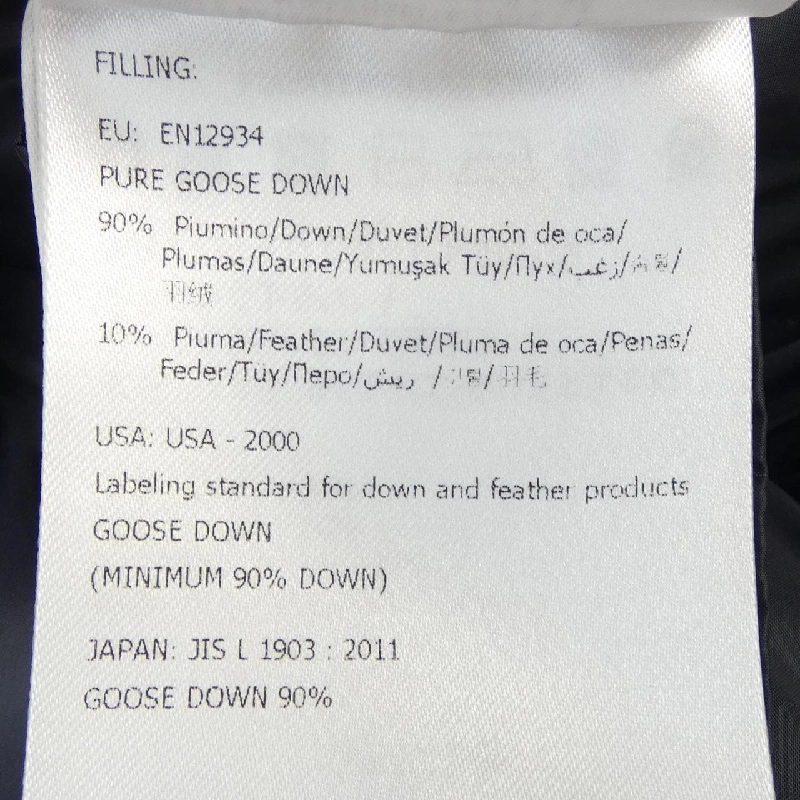 FILLING:
EU: EN12934
PURE GOOSE DOWN
90% Piumino/Down/Duvet/Plumón de oca/
Plumas/Daune/Yumuşak Tüy/Пух/زغب/
羽绒
10% Piuma/Feather/Duvet/Pluma de oca/Penas/
Feder/Tüy/Перо/ريش / /羽毛
USA: USA - 2000
Labeling standard for down and feather products
GOOSE DOWN
(MINIMUM 90% DOWN)
JAPAN: JIS L 1903 : 2011
GOOSE DOWN 90%